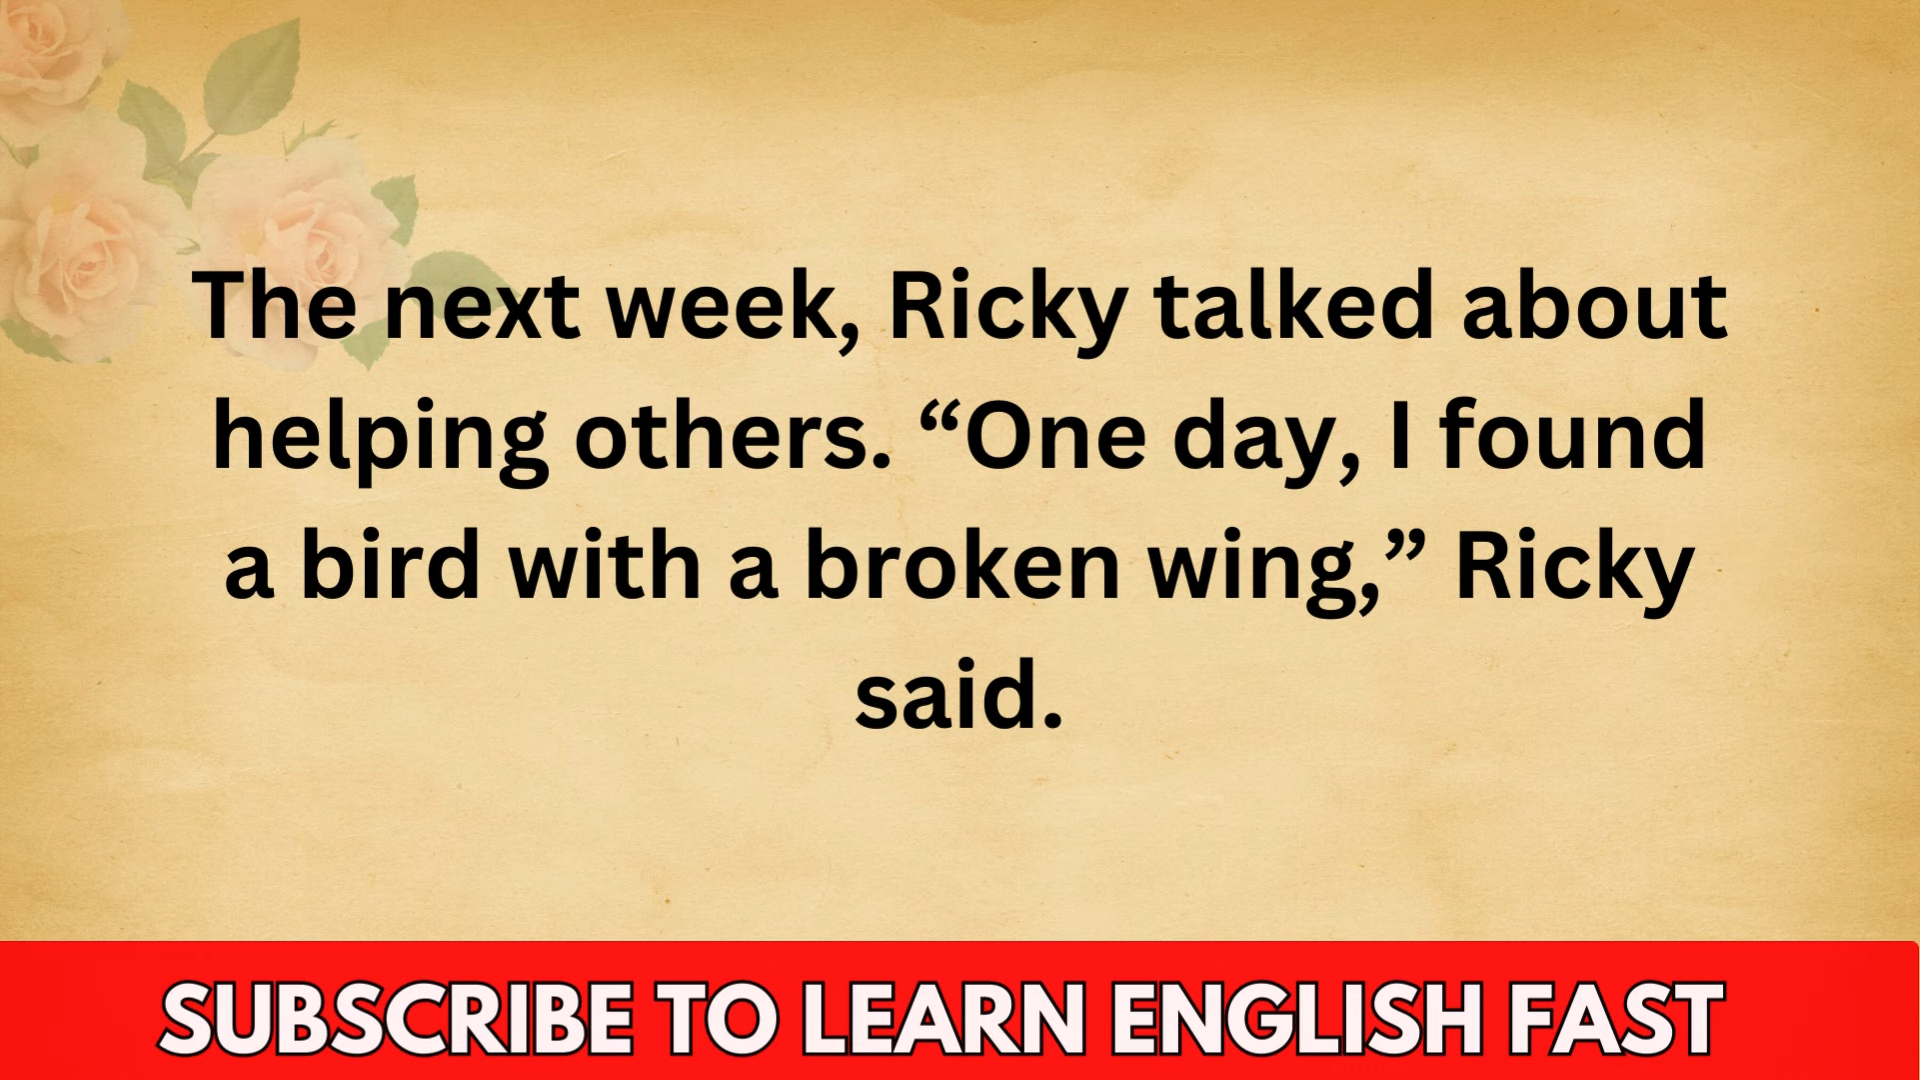 The next week, Ricky talked about
helping others. “One day, I found
a bird with a broken wing,” Ricky
said.
SUBSCRIBE TO LEARN ENGLISH FAST